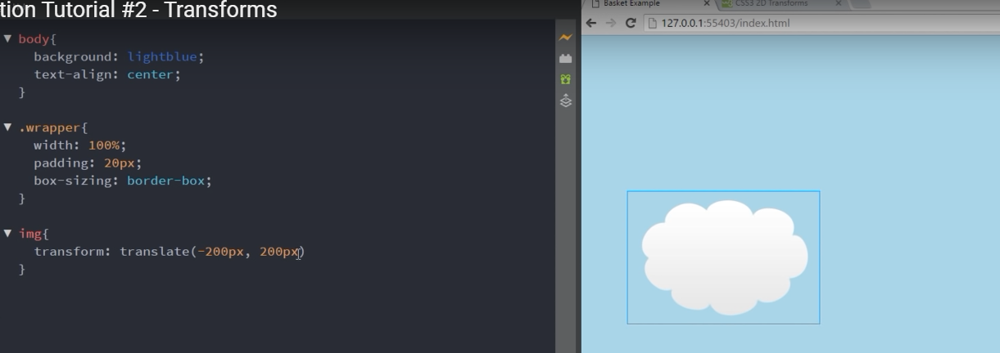 tion Tutorial #2 - Transforms
Basket Example
CSS3 2D Transforms
127.0.0.1:55403/index.html
body{
background: lightblue;
text-align: center;
}
.wrapper{
width: 100%;
padding: 20px;
box-sizing: border-box;
}
img{
transform: translate(-200px, 200px)
}